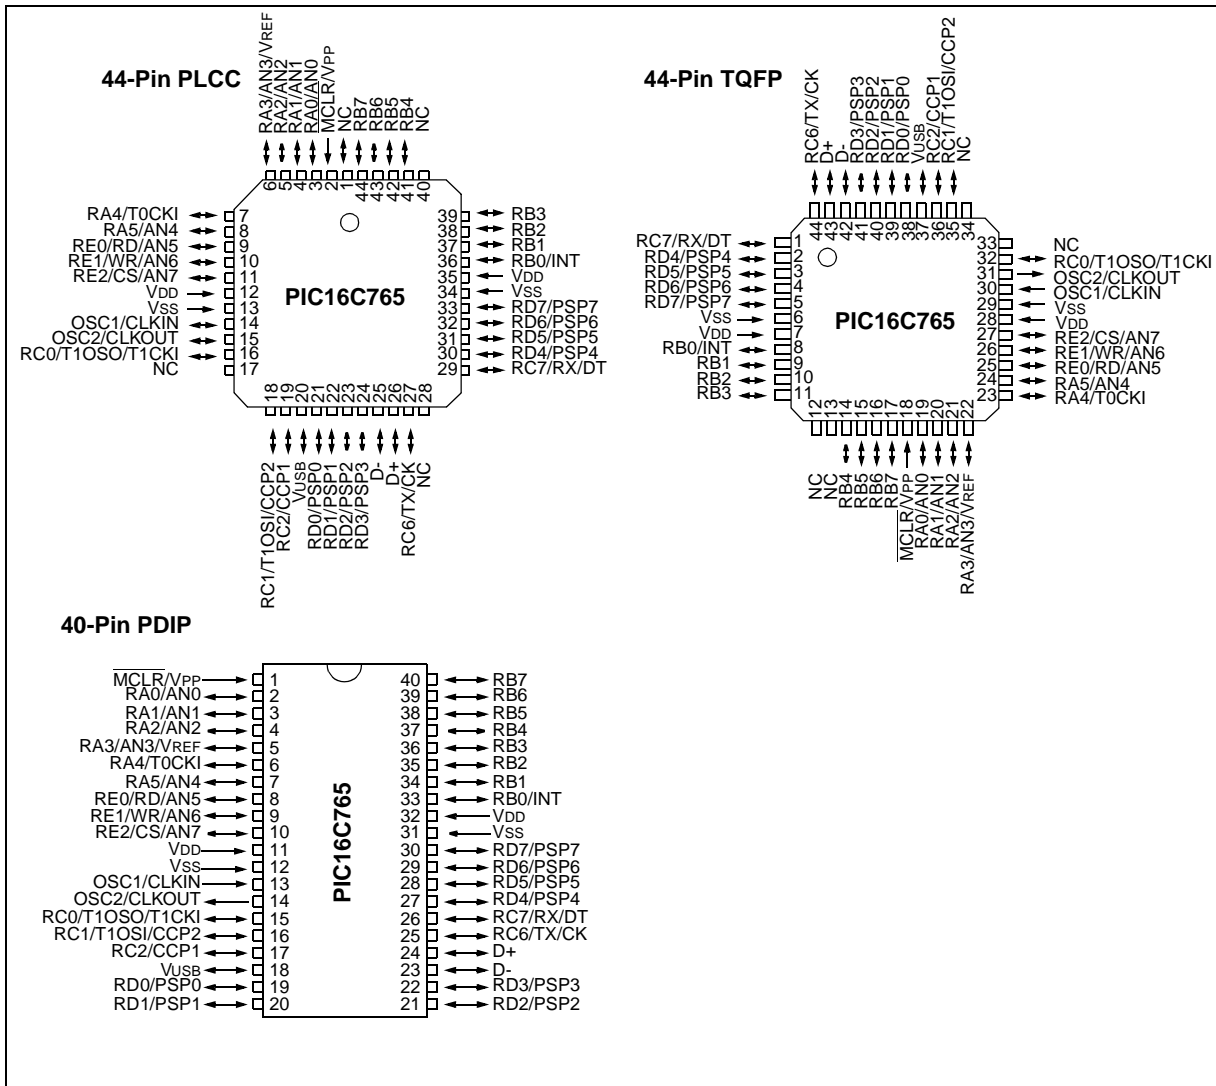 44-Pin PLCC
RA3/AN3/VREF
RA2/AN2
RA1/AN1
RA0/AN0
MCLR/VPP
NC
RB7
RB6
RB5
RB4
NC
6
5
4
3
2
1
44
43
42
41
40
RA4/T0CKI 7
RA5/AN4 8
RE0/RD/AN5 9
RE1/WR/AN6 10
RE2/CS/AN7 11
VDD 12
VSS 13
OSC1/CLKIN 14
OSC2/CLKOUT 15
RC0/T1OSO/T1CKI 16
NC 17
PIC16C765
39 RB3
38 RB2
37 RB1
36 RB0/INT
35 VDD
34 VSS
33 RD7/PSP7
32 RD6/PSP6
31 RD5/PSP5
30 RD4/PSP4
29 RC7/RX/DT
18
19
20
21
22
23
24
25
26
27
28
RC1/T1OSI/CCP2
RC2/CCP1
VUSB
RD0/PSP0
RD1/PSP1
RD2/PSP2
RD3/PSP3
D-
D+
RC6/TX/CK
NC
44-Pin TQFP
RC6/TX/CK
D+
D-
RD3/PSP3
RD2/PSP2
RD1/PSP1
RD0/PSP0
VUSB
RC2/CCP1
RC1/T1OSI/CCP2
NC
44
43
42
41
40
39
38
37
36
35
34
RC7/RX/DT 1
RD4/PSP4 2
RD5/PSP5 3
RD6/PSP6 4
RD7/PSP7 5
VSS 6
VDD 7
RB0/INT 8
RB1 9
RB2 10
RB3 11
PIC16C765
33 NC
32 RC0/T1OSO/T1CKI
31 OSC2/CLKOUT
30 OSC1/CLKIN
29 VSS
28 VDD
27 RE2/CS/AN7
26 RE1/WR/AN6
25 RE0/RD/AN5
24 RA5/AN4
23 RA4/T0CKI
12
13
14
15
16
17
18
19
20
21
22
NC
NC
RB4
RB5
RB6
RB7
MCLR/VPP
RA0/AN0
RA1/AN1
RA2/AN2
RA3/AN3/VREF
40-Pin PDIP
MCLR/VPP 1
RA0/AN0 2
RA1/AN1 3
RA2/AN2 4
RA3/AN3/VREF 5
RA4/T0CKI 6
RA5/AN4 7
RE0/RD/AN5 8
RE1/WR/AN6 9
RE2/CS/AN7 10
VDD 11
VSS 12
OSC1/CLKIN 13
OSC2/CLKOUT 14
RC0/T1OSO/T1CKI 15
RC1/T1OSI/CCP2 16
RC2/CCP1 17
VUSB 18
RD0/PSP0 19
RD1/PSP1 20
PIC16C765
40 RB7
39 RB6
38 RB5
37 RB4
36 RB3
35 RB2
34 RB1
33 RB0/INT
32 VDD
31 VSS
30 RD7/PSP7
29 RD6/PSP6
28 RD5/PSP5
27 RD4/PSP4
26 RC7/RX/DT
25 RC6/TX/CK
24 D+
23 D-
22 RD3/PSP3
21 RD2/PSP2